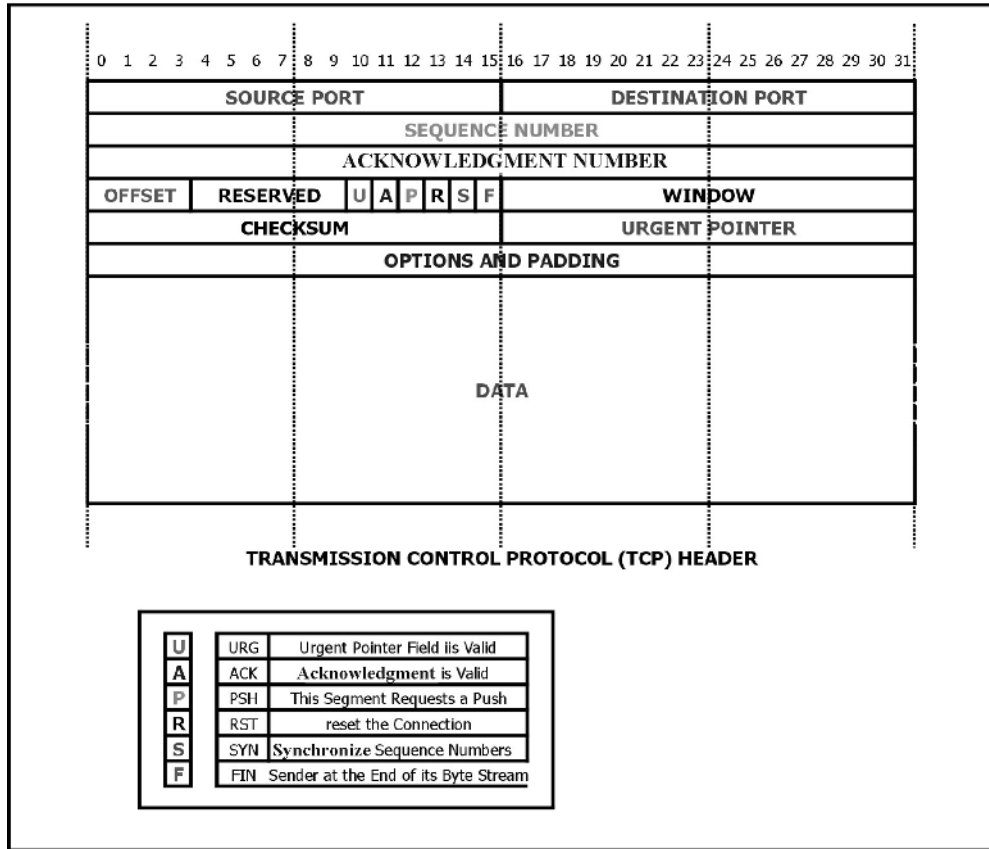 0 1 2 3 4 5 6 7 8 9 10 11 12 13 14 15 16 17 18 19 20 21 22 23 24 25 26 27 28 29 30 31
SOURCE PORT DESTINATION PORT
SEQUENCE NUMBER
ACKNOWLEDGMENT NUMBER
OFFSET RESERVED U A P R S F WINDOW
CHECKSUM URGENT POINTER
OPTIONS AND PADDING
DATA
TRANSMISSION CONTROL PROTOCOL (TCP) HEADER
U URG Urgent Pointer Field iis Valid
A ACK Acknowledgment is Valid
P PSH This Segment Requests a Push
R RST reset the Connection
S SYN Synchronize Sequence Numbers
F FIN Sender at the End of its Byte Stream